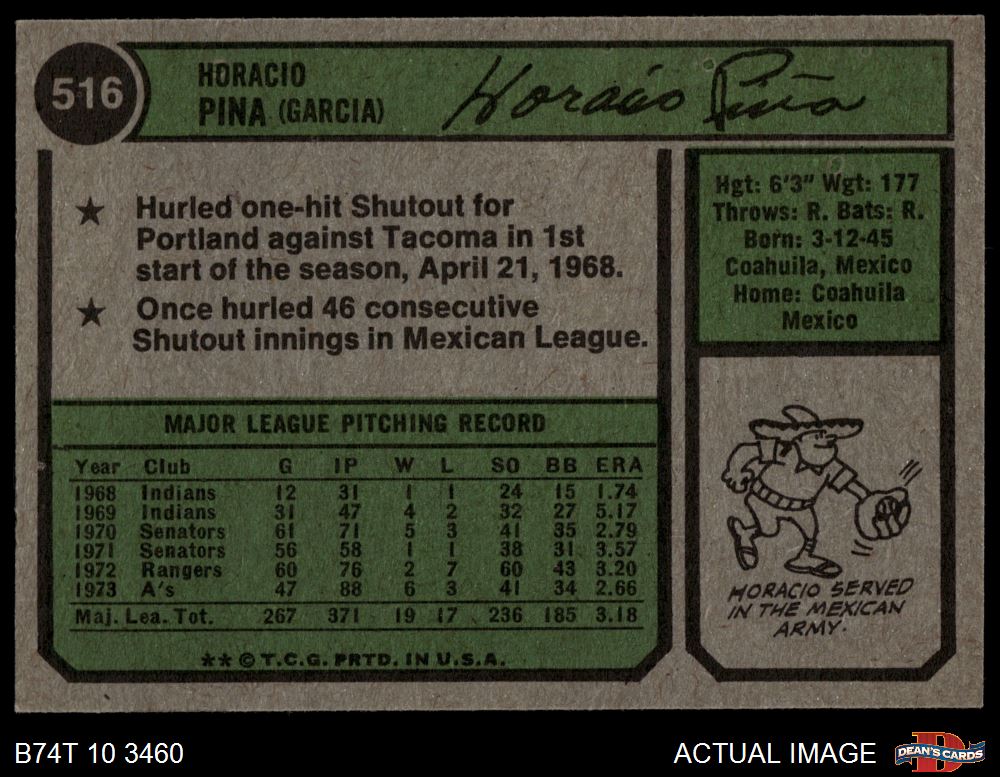 516
HORACIO
PINA (GARCIA)
Horacio Piña
★ Hurled one-hit Shutout for
Portland against Tacoma in 1st
start of the season, April 21, 1968.
★ Once hurled 46 consecutive
Shutout innings in Mexican League.
Hgt: 6'3" Wgt: 177
Throws: R. Bats: R.
Born: 3-12-45
Coahuila, Mexico
Home: Coahuila
Mexico
MAJOR LEAGUE PITCHING RECORD
Year Club G IP W L SO BB ERA
1968 Indians 12 31 1 1 24 15 1.74
1969 Indians 31 47 4 2 32 27 5.17
1970 Senators 61 71 5 3 41 35 2.79
1971 Senators 56 58 1 1 38 31 3.57
1972 Rangers 60 76 2 7 60 43 3.20
1973 A's 47 88 6 3 41 34 2.66
Maj. Lea. Tot. 267 371 19 17 236 185 3.18
** © T.C.G. PRTD. IN U.S.A.
HORACIO SERVED
IN THE MEXICAN
ARMY.
B74T 10 3460
ACTUAL IMAGE
DEAN'S CARDS